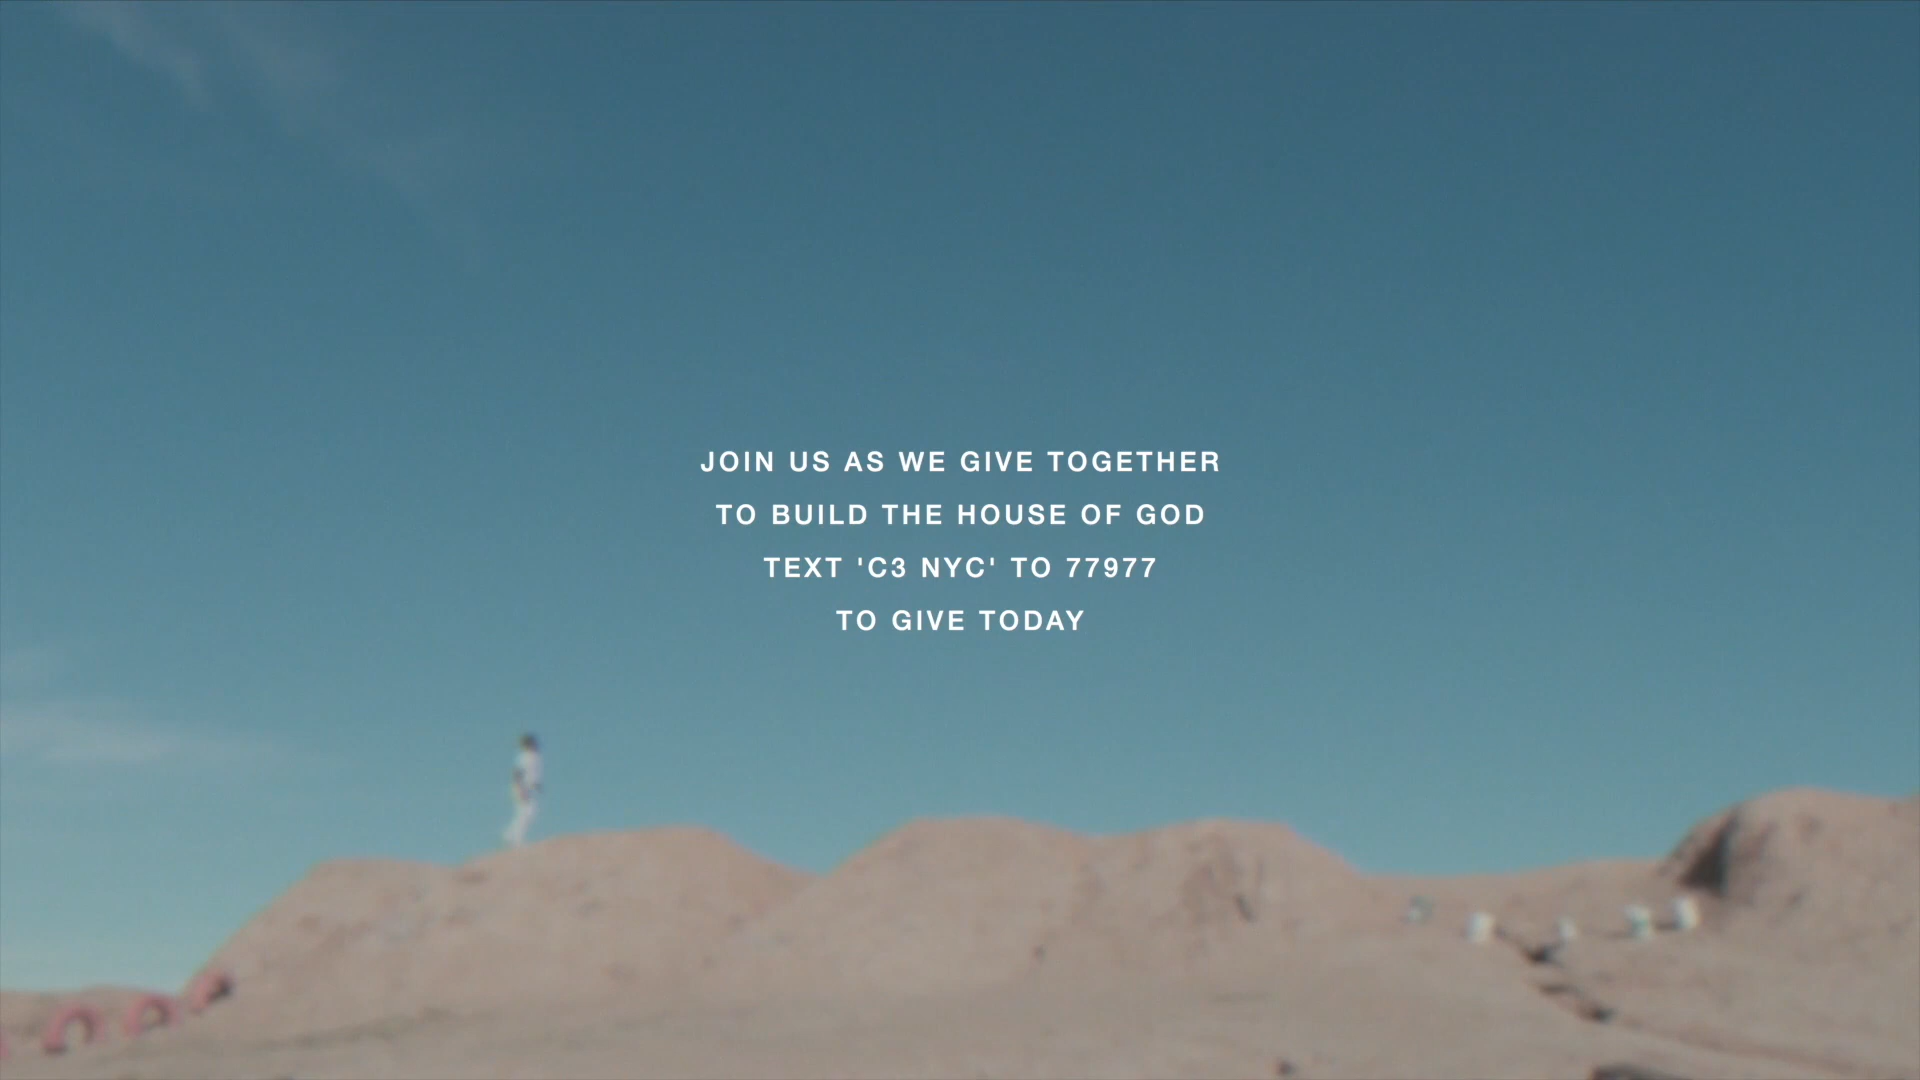 JOIN US AS WE GIVE TOGETHER
TO BUILD THE HOUSE OF GOD
TEXT 'C3 NYC' TO 77977
TO GIVE TODAY